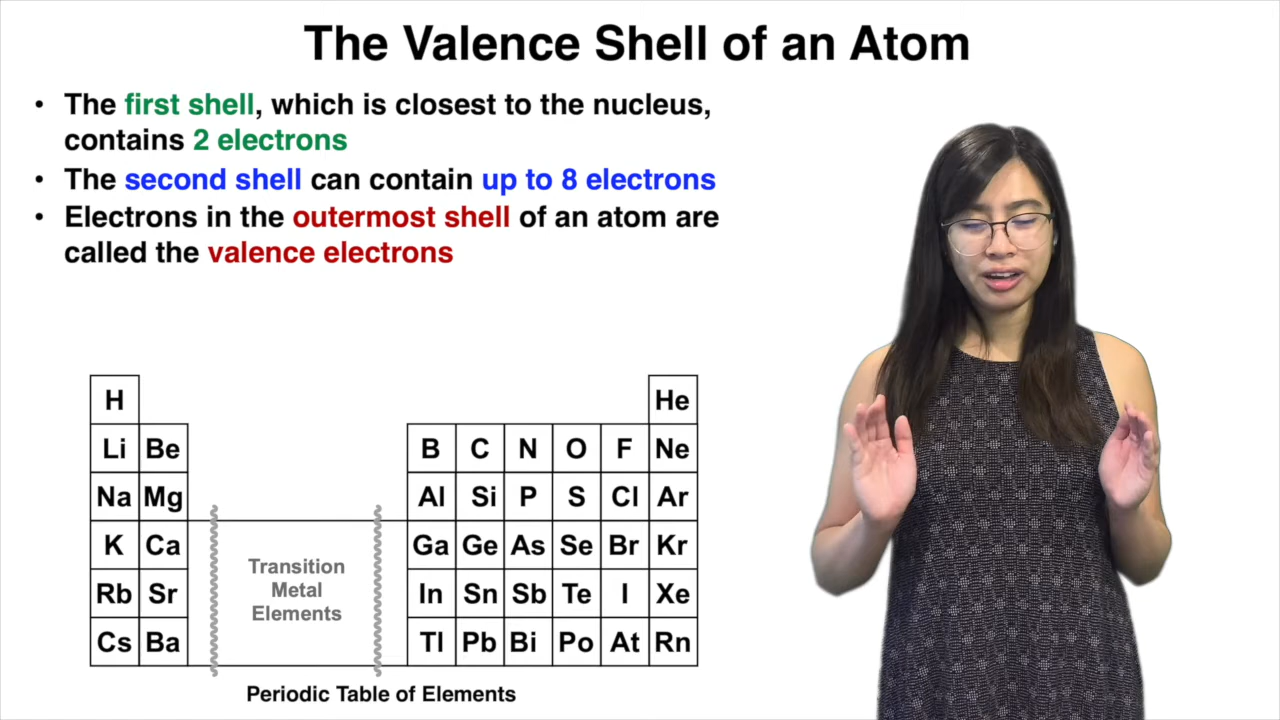 The Valence Shell of an Atom
• The first shell, which is closest to the nucleus,
contains 2 electrons
• The second shell can contain up to 8 electrons
• Electrons in the outermost shell of an atom are
called the valence electrons
H He
Li Be B C N O F Ne
Na Mg Al Si P S Cl Ar
K Ca Ga Ge As Se Br Kr
Transition
Metal
Elements
Rb Sr In Sn Sb Te I Xe
Cs Ba Tl Pb Bi Po At Rn
Periodic Table of Elements